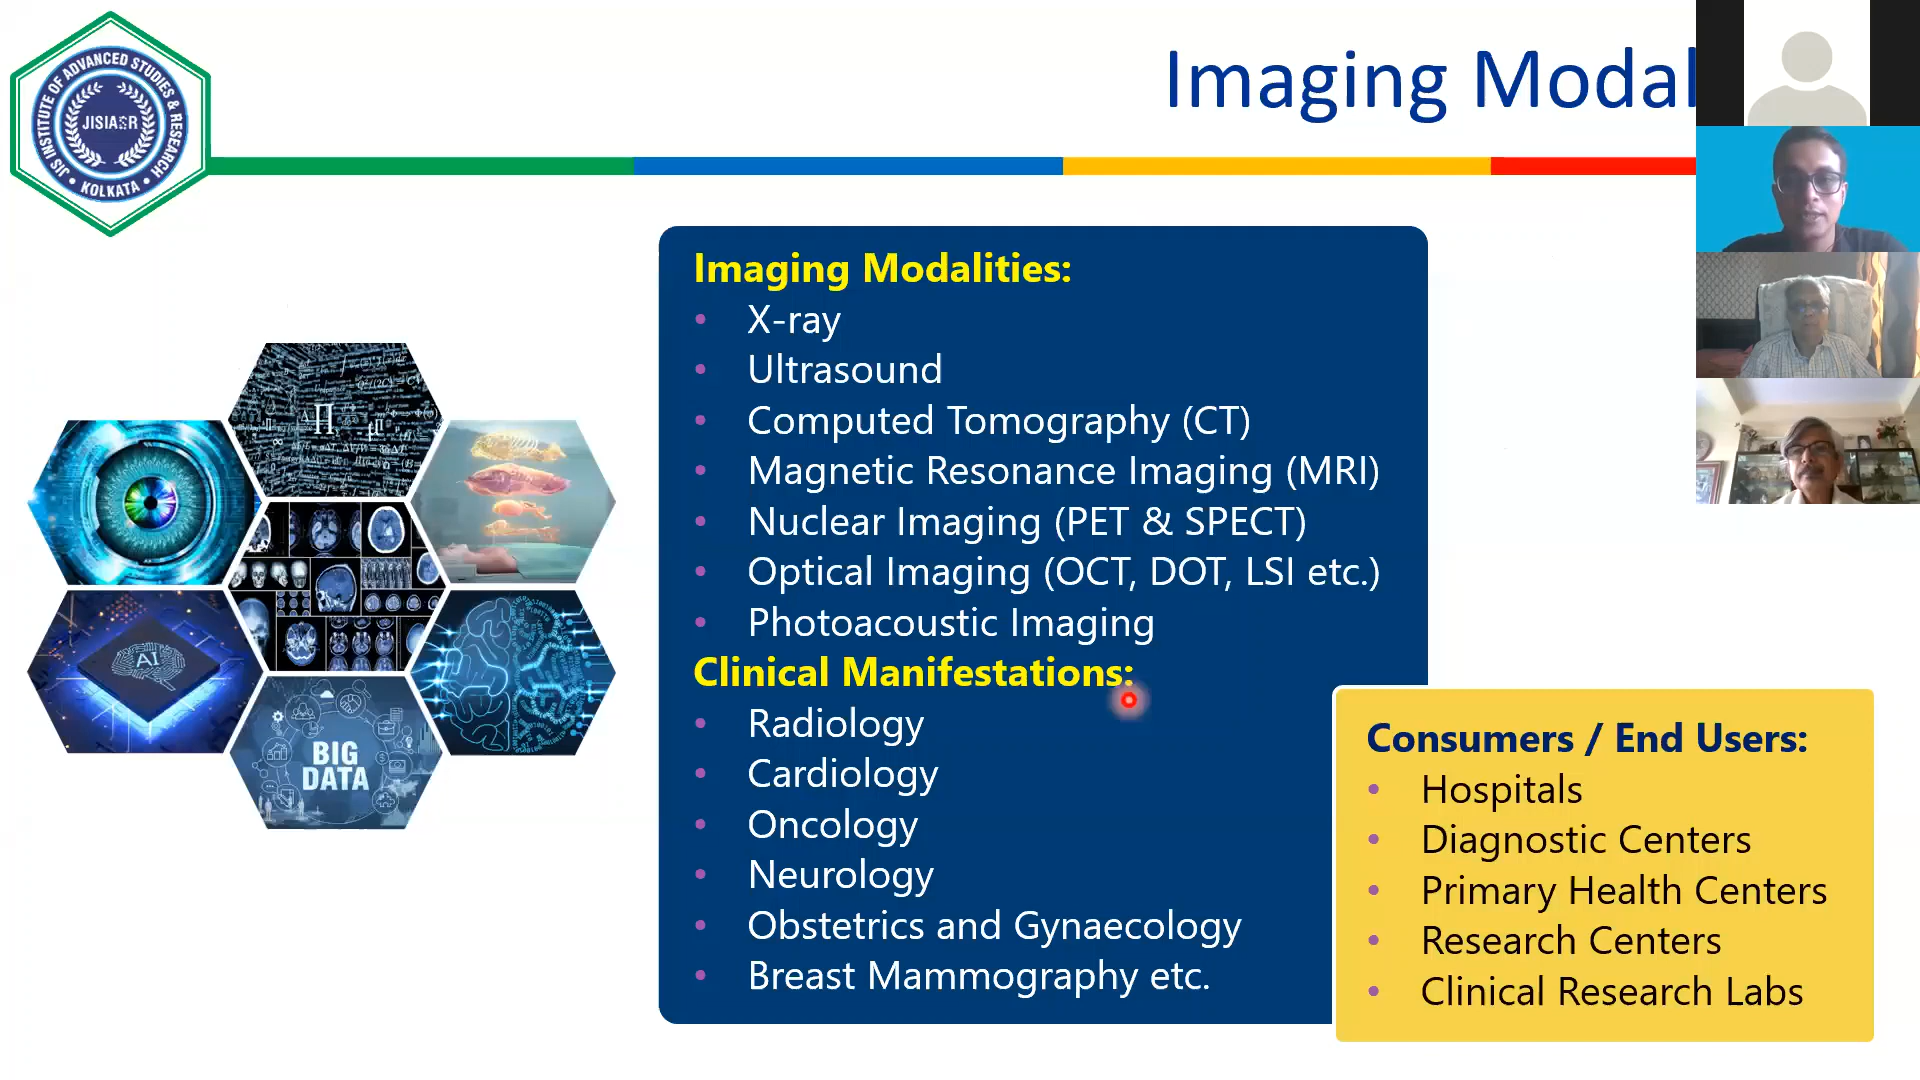 JIS INSTITUTE OF ADVANCED STUDIES & RESEARCH
JISIASR
• KOLKATA •
Imaging Modal
Imaging Modalities:
• X-ray
• Ultrasound
• Computed Tomography (CT)
• Magnetic Resonance Imaging (MRI)
• Nuclear Imaging (PET & SPECT)
• Optical Imaging (OCT, DOT, LSI etc.)
• Photoacoustic Imaging
Clinical Manifestations:
• Radiology
• Cardiology
• Oncology
• Neurology
• Obstetrics and Gynaecology
• Breast Mammography etc.
AI
BIG
DATA
Consumers / End Users:
• Hospitals
• Diagnostic Centers
• Primary Health Centers
• Research Centers
• Clinical Research Labs